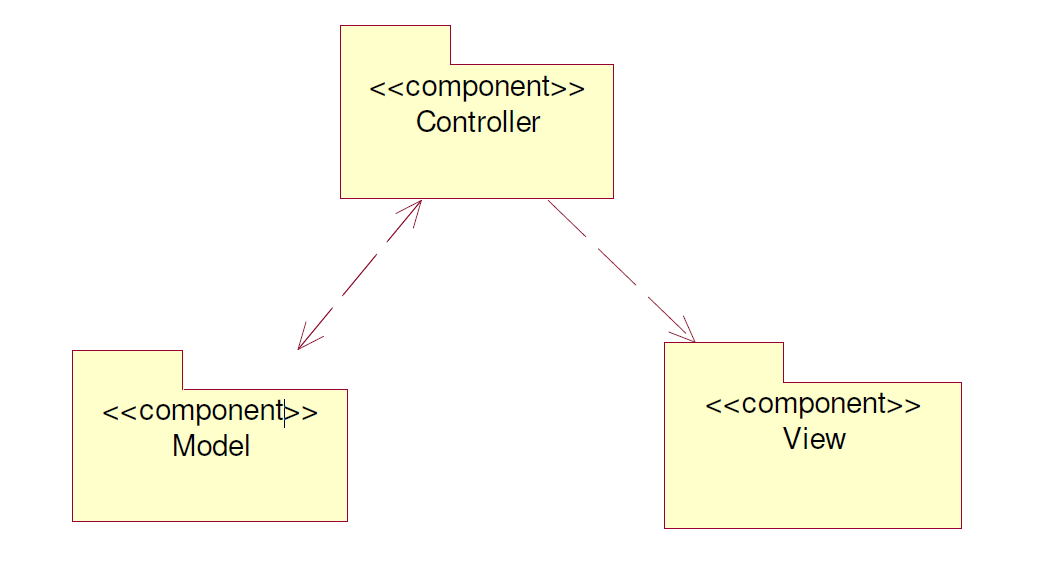 <<component>>
Controller
<<component>>
Model
<<component>>
View